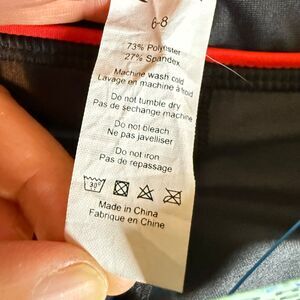 6-8
73% Polyester
27% Spandex
Machine wash cold
Lavage en machine à froid
Do not tumble dry
Pas de sechange machine
Do not bleach
Ne pas javelliser
Do not iron
Pas de repassage
30°
Made in China
Fabrique en Chine